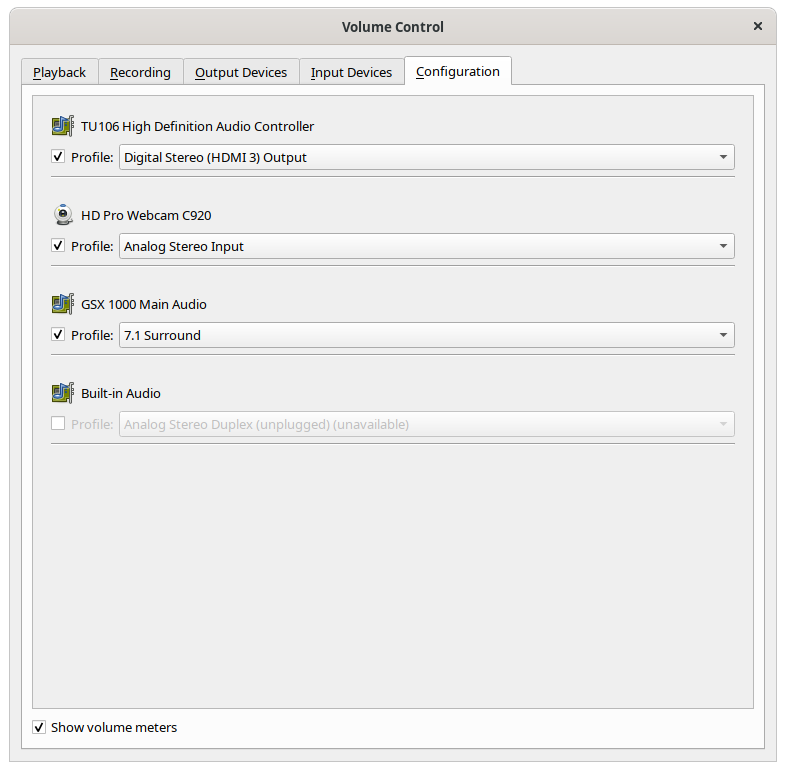 Volume Control
Playback Recording Output Devices Input Devices Configuration
TU106 High Definition Audio Controller
Profile: Digital Stereo (HDMI 3) Output
HD Pro Webcam C920
Profile: Analog Stereo Input
GSX 1000 Main Audio
Profile: 7.1 Surround
Built-in Audio
Profile: Analog Stereo Duplex (unplugged) (unavailable)
Show volume meters